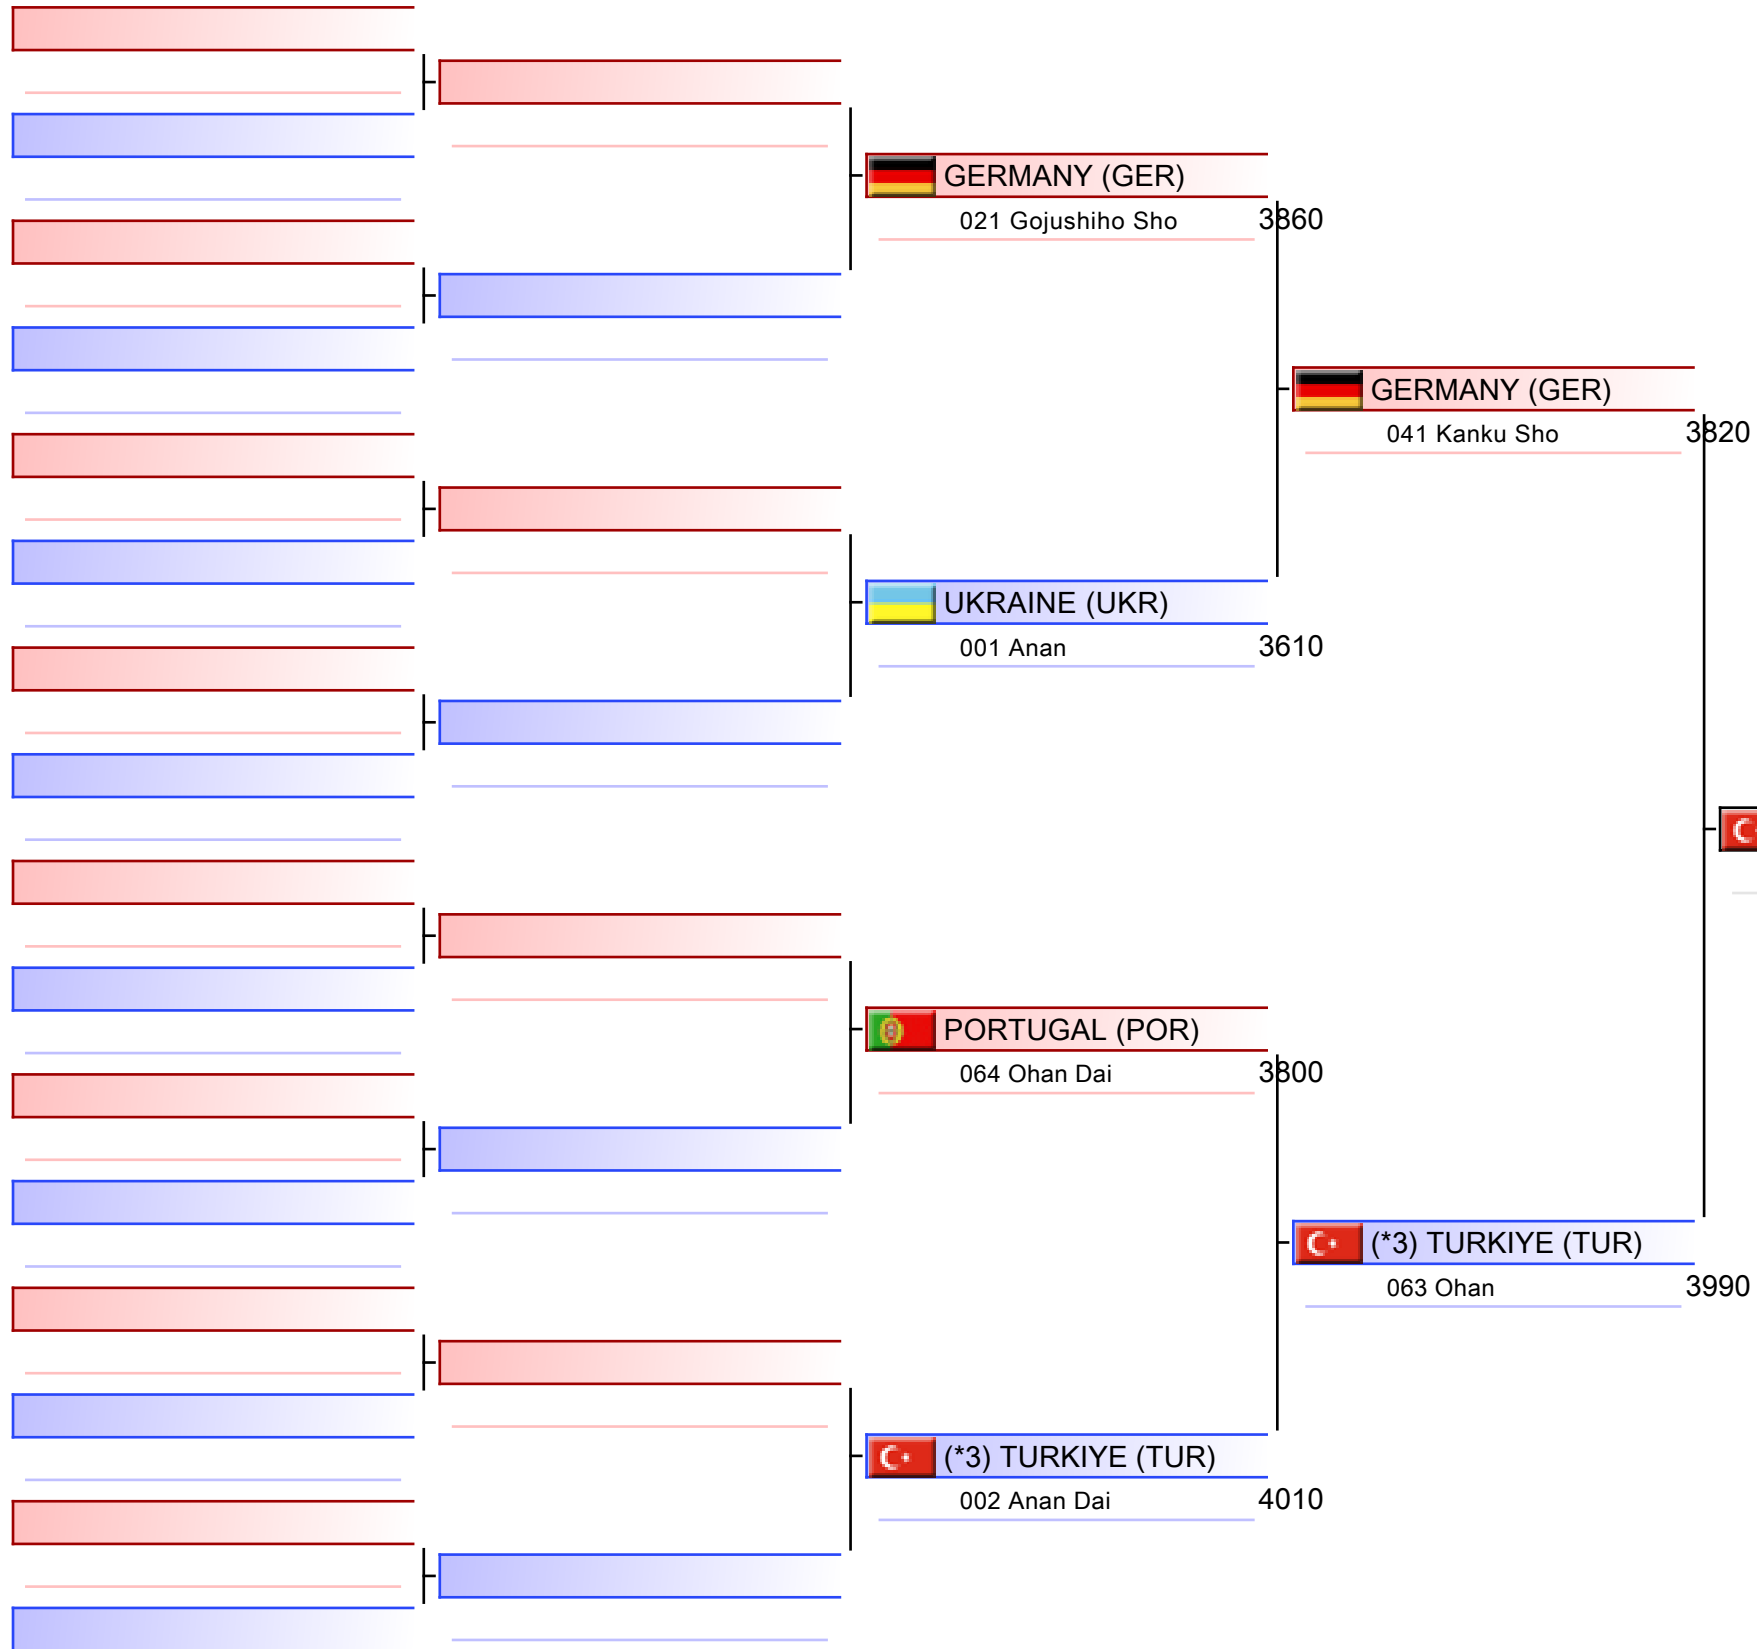 GERMANY (GER)
021 Gojushiho Sho 3860
GERMANY (GER)
041 Kanku Sho 3820
UKRAINE (UKR)
001 Anan 3610
PORTUGAL (POR)
064 Ohan Dai 3800
(*3) TURKIYE (TUR)
063 Ohan 3990
(*3) TURKIYE (TUR)
002 Anan Dai 4010